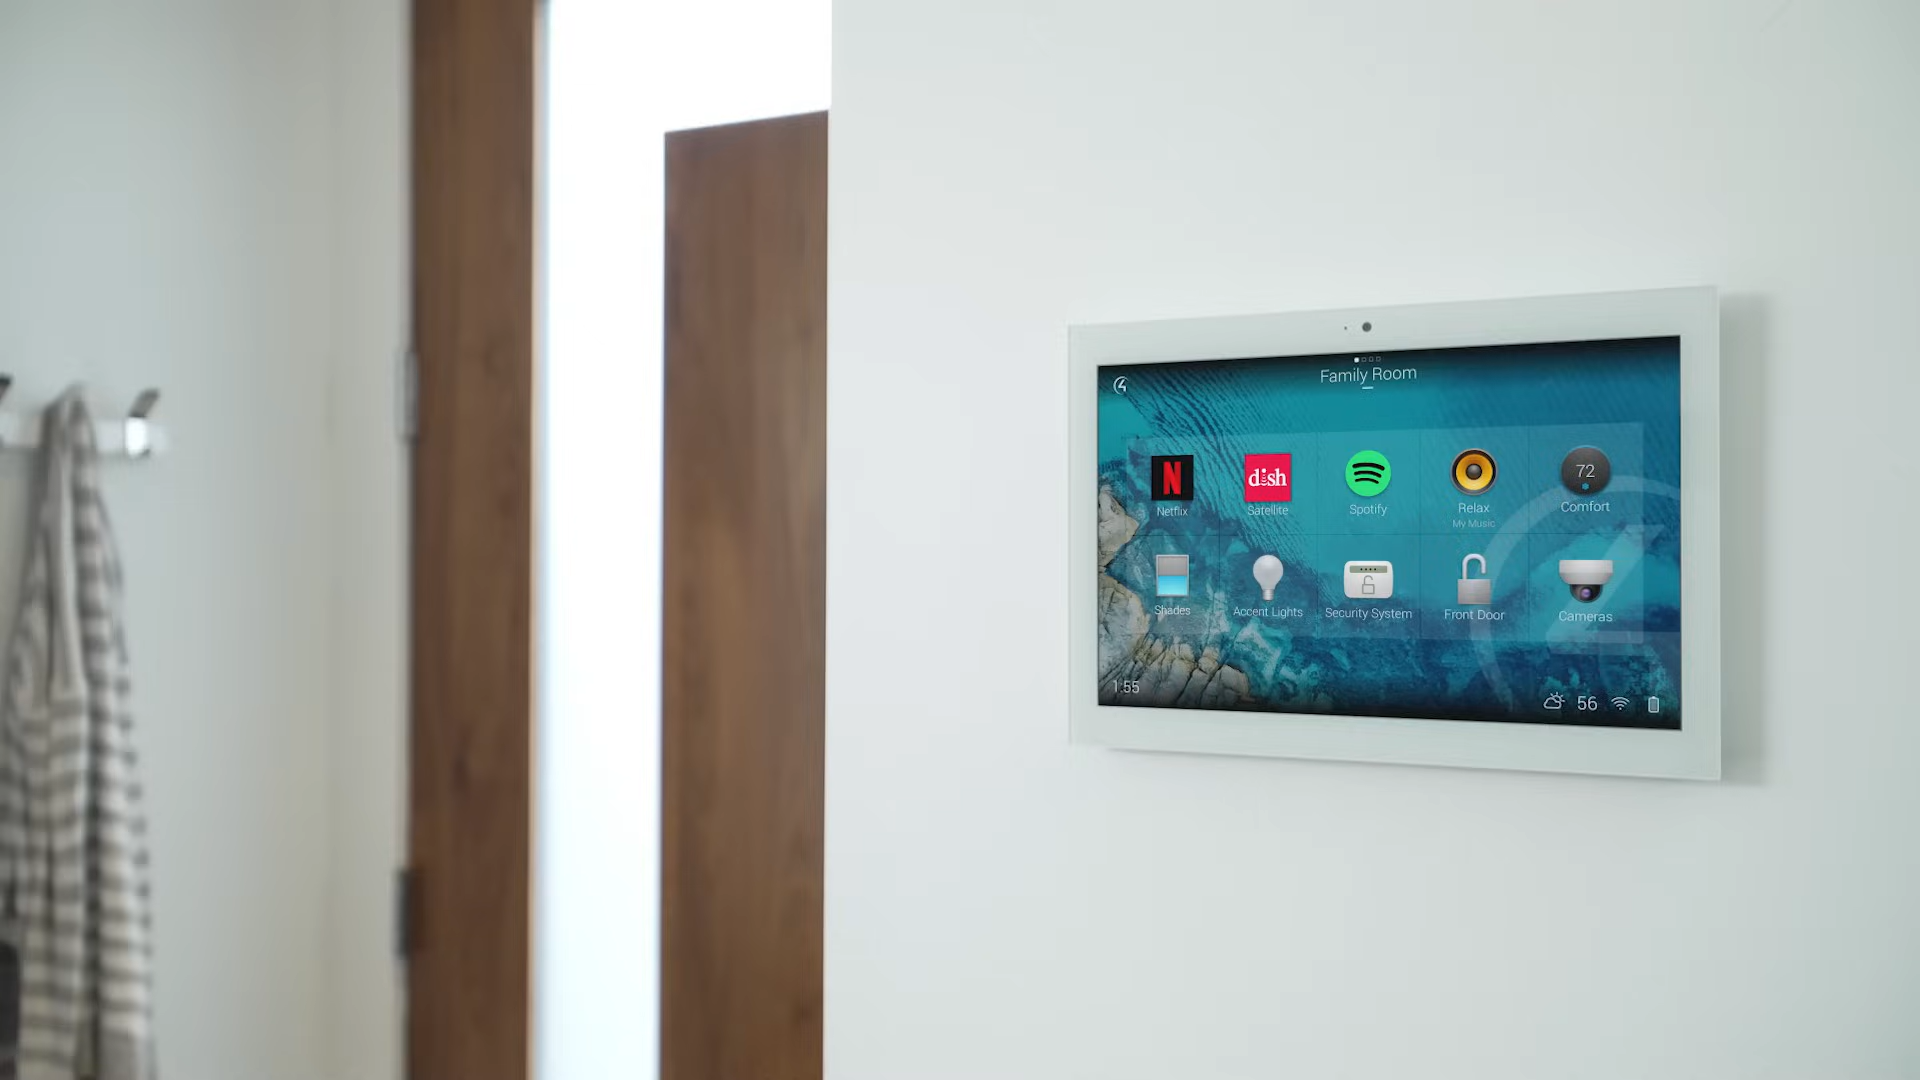 Family Room
N
dish
72
Netflix
Satellite
Spotify
Relax
My Music
Comfort
Shades
Accent Lights
Security System
Front Door
Cameras
1:55
56